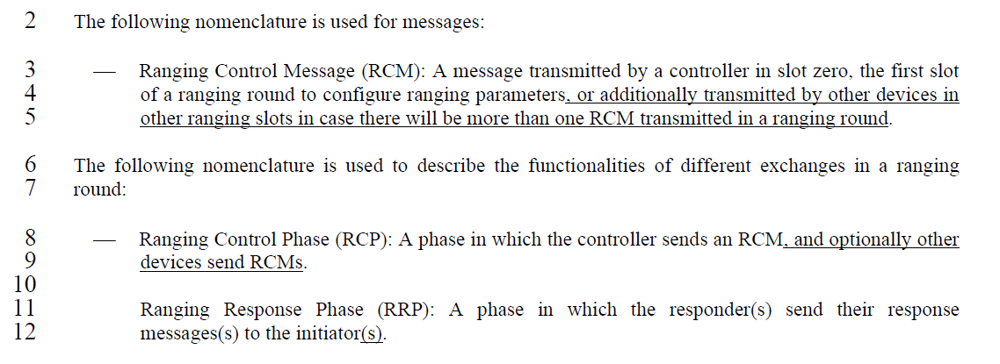 2 The following nomenclature is used for messages:
3 — Ranging Control Message (RCM): A message transmitted by a controller in slot zero, the first slot
4 of a ranging round to configure ranging parameters, or additionally transmitted by other devices in
5 other ranging slots in case there will be more than one RCM transmitted in a ranging round.
6 The following nomenclature is used to describe the functionalities of different exchanges in a ranging
7 round:
8 — Ranging Control Phase (RCP): A phase in which the controller sends an RCM, and optionally other
9 devices send RCMs.
10
11 Ranging Response Phase (RRP): A phase in which the responder(s) send their response
12 messages(s) to the initiator(s).